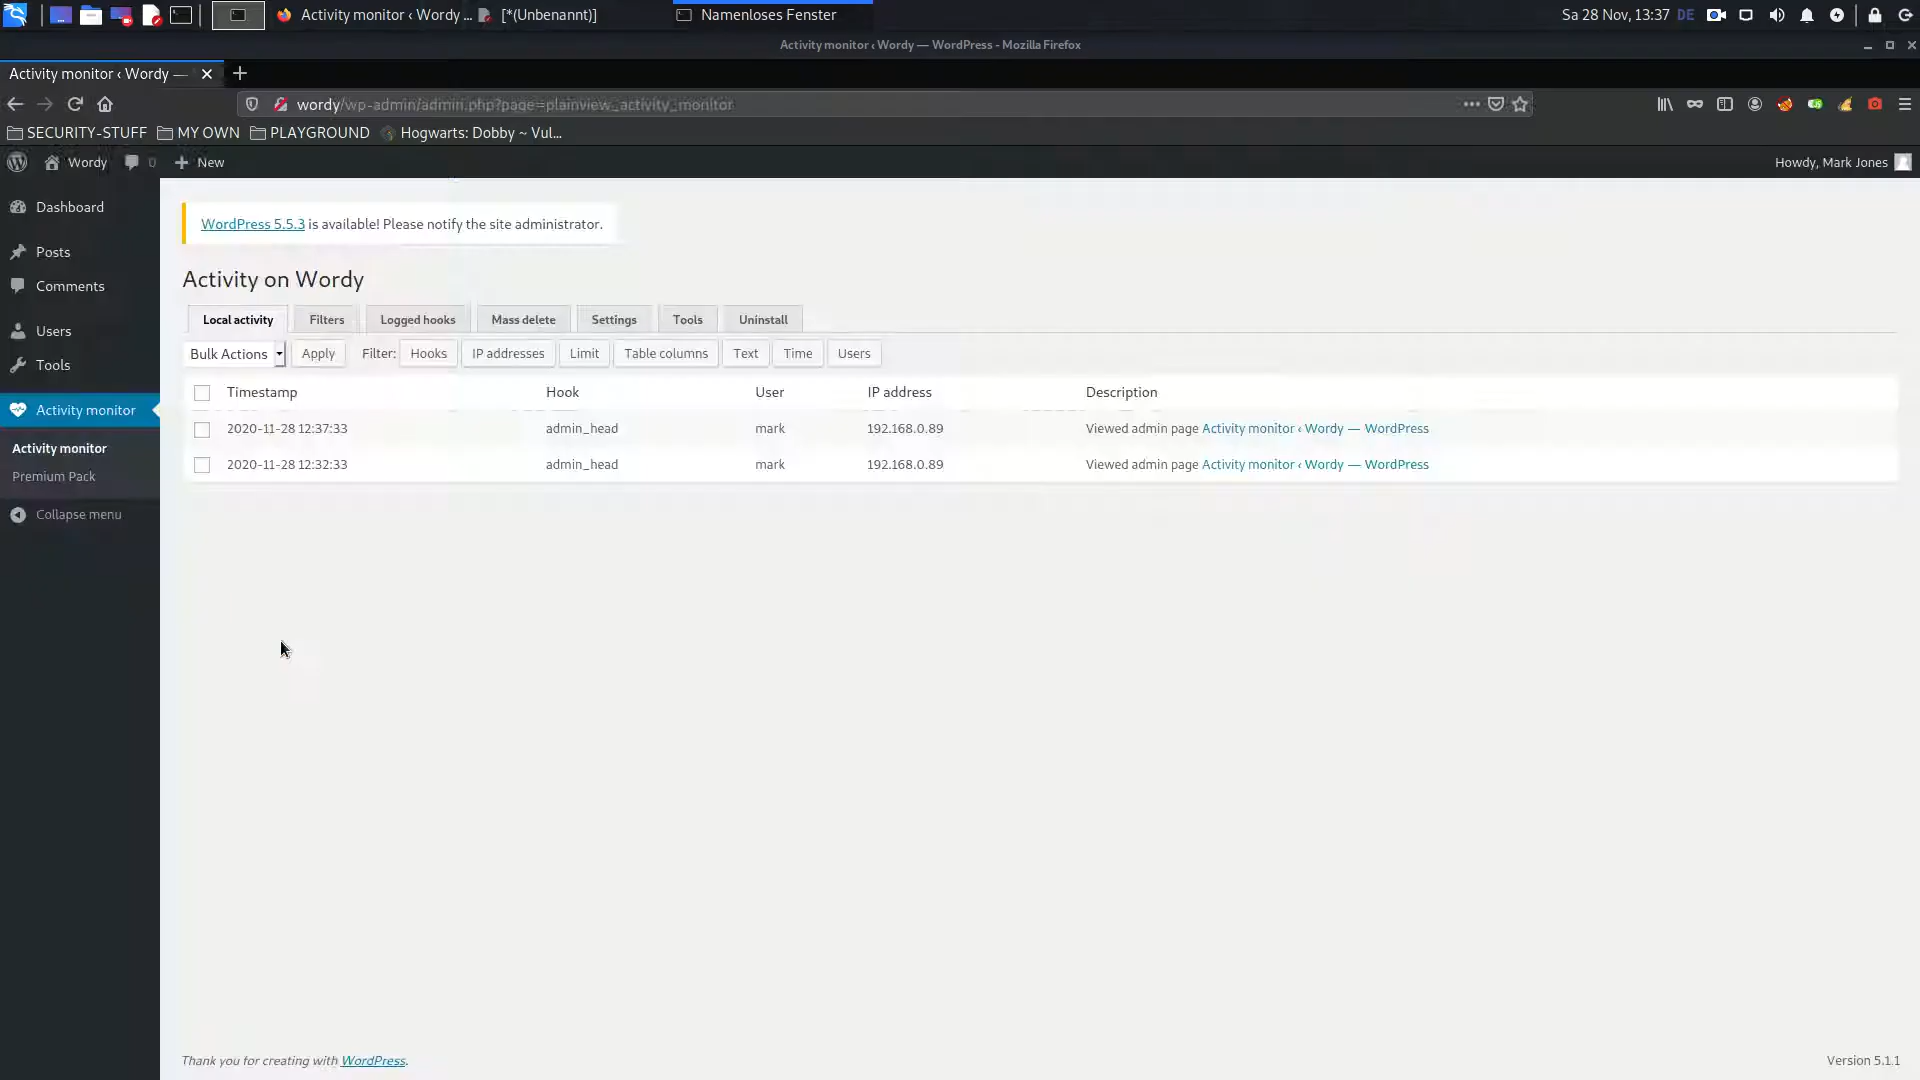 Activity monitor ‹ Wordy ... [*(Unbenannt)] Namenloses Fenster Sa 28 Nov, 13:37 DE
Activity monitor ‹ Wordy — WordPress - Mozilla Firefox
Activity monitor ‹ Wordy —
wordy/wp-admin/admin.php?page=plainview_activity_monitor
SECURITY-STUFF MY OWN PLAYGROUND Hogwarts: Dobby ~ Vul...
Wordy 0 New Howdy, Mark Jones
Dashboard
Posts
Comments
Users
Tools
Activity monitor
Activity monitor
Premium Pack
Collapse menu
WordPress 5.5.3 is available! Please notify the site administrator.
Activity on Wordy
Local activity Filters Logged hooks Mass delete Settings Tools Uninstall
Bulk Actions Apply Filter: Hooks IP addresses Limit Table columns Text Time Users
Timestamp Hook User IP address Description
2020-11-28 12:37:33 admin_head mark 192.168.0.89 Viewed admin page Activity monitor ‹ Wordy — WordPress
2020-11-28 12:32:33 admin_head mark 192.168.0.89 Viewed admin page Activity monitor ‹ Wordy — WordPress
Thank you for creating with WordPress. Version 5.1.1